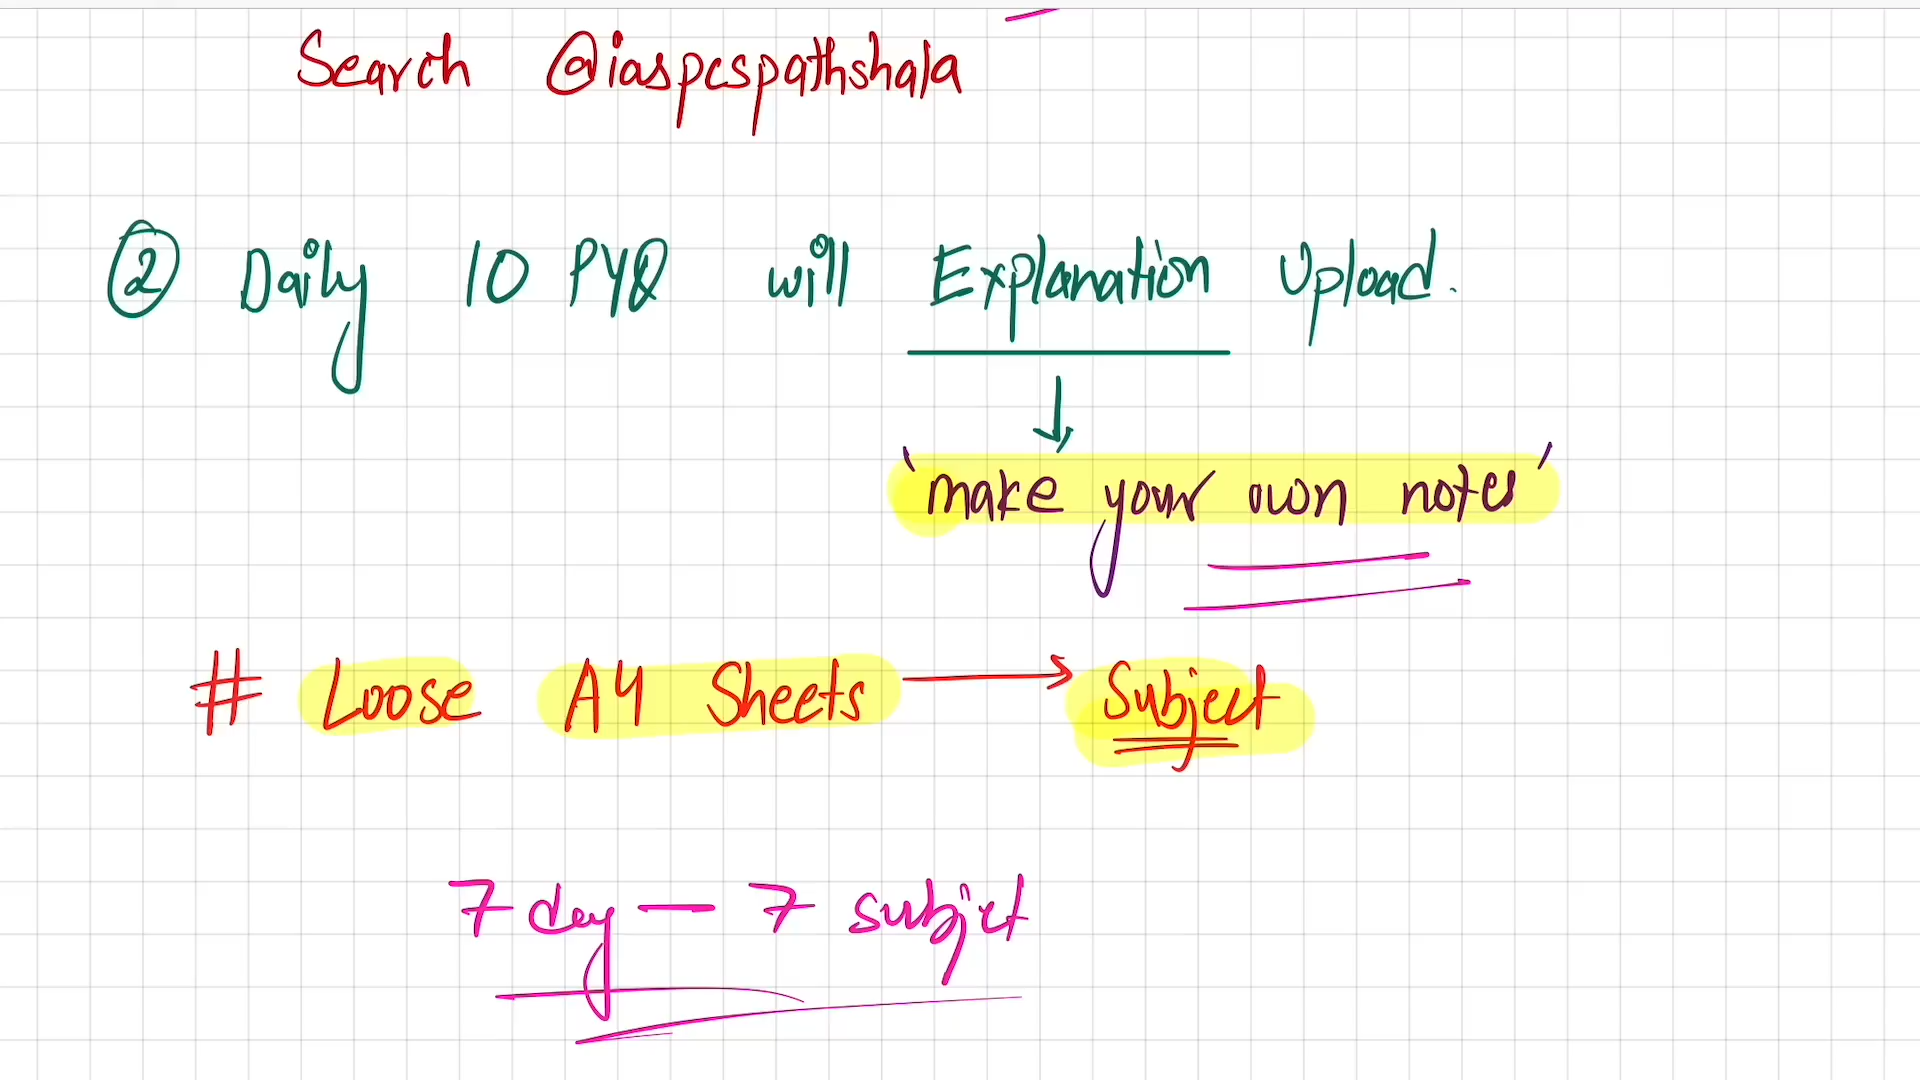 Search @iaspcspathshala
② Daily 10 PYQ will Explanation Upload.
'make your own notes'
# Loose A4 Sheets → Subject
7 day — 7 subject